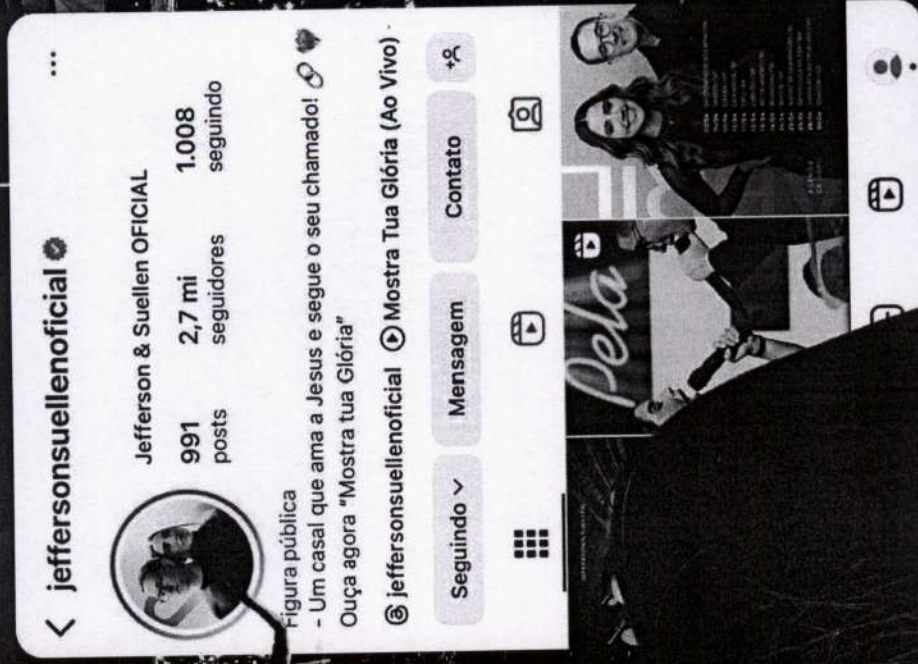 jeffersonsuellenoficial
Jefferson & Suellen OFICIAL
991 2,7 mi 1.008
posts seguidores seguindo
Figura pública
- Um casal que ama a Jesus e segue o seu chamado! 🔗🖤
Ouça agora "Mostra tua Glória"
jeffersonsuellenoficial Mostra Tua Glória (Ao Vivo)
Seguindo Mensagem Contato
Pela